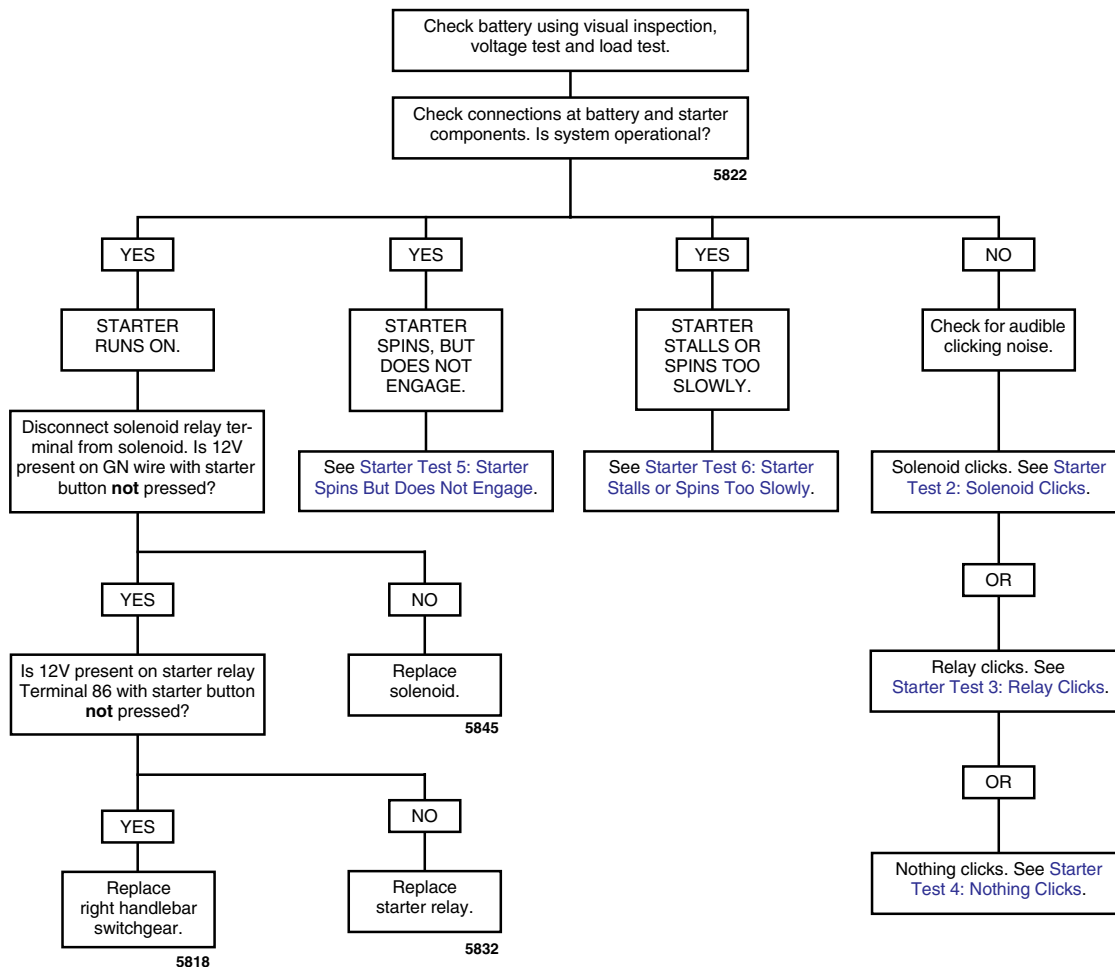 Check battery using visual inspection,
voltage test and load test.
Check connections at battery and starter
components. Is system operational?
5822
YES
YES
YES
NO
STARTER
RUNS ON.
STARTER
SPINS, BUT
DOES NOT
ENGAGE.
STARTER
STALLS OR
SPINS TOO
SLOWLY.
Check for audible
clicking noise.
Disconnect solenoid relay ter-
minal from solenoid. Is 12V
present on GN wire with starter
button not pressed?
See Starter Test 5: Starter
Spins But Does Not Engage.
See Starter Test 6: Starter
Stalls or Spins Too Slowly.
Solenoid clicks. See Starter
Test 2: Solenoid Clicks.
YES
NO
OR
Is 12V present on starter relay
Terminal 86 with starter button
not pressed?
Replace
solenoid.
5845
Relay clicks. See
Starter Test 3: Relay Clicks.
YES
NO
OR
Replace
right handlebar
switchgear.
5818
Replace
starter relay.
5832
Nothing clicks. See Starter
Test 4: Nothing Clicks.